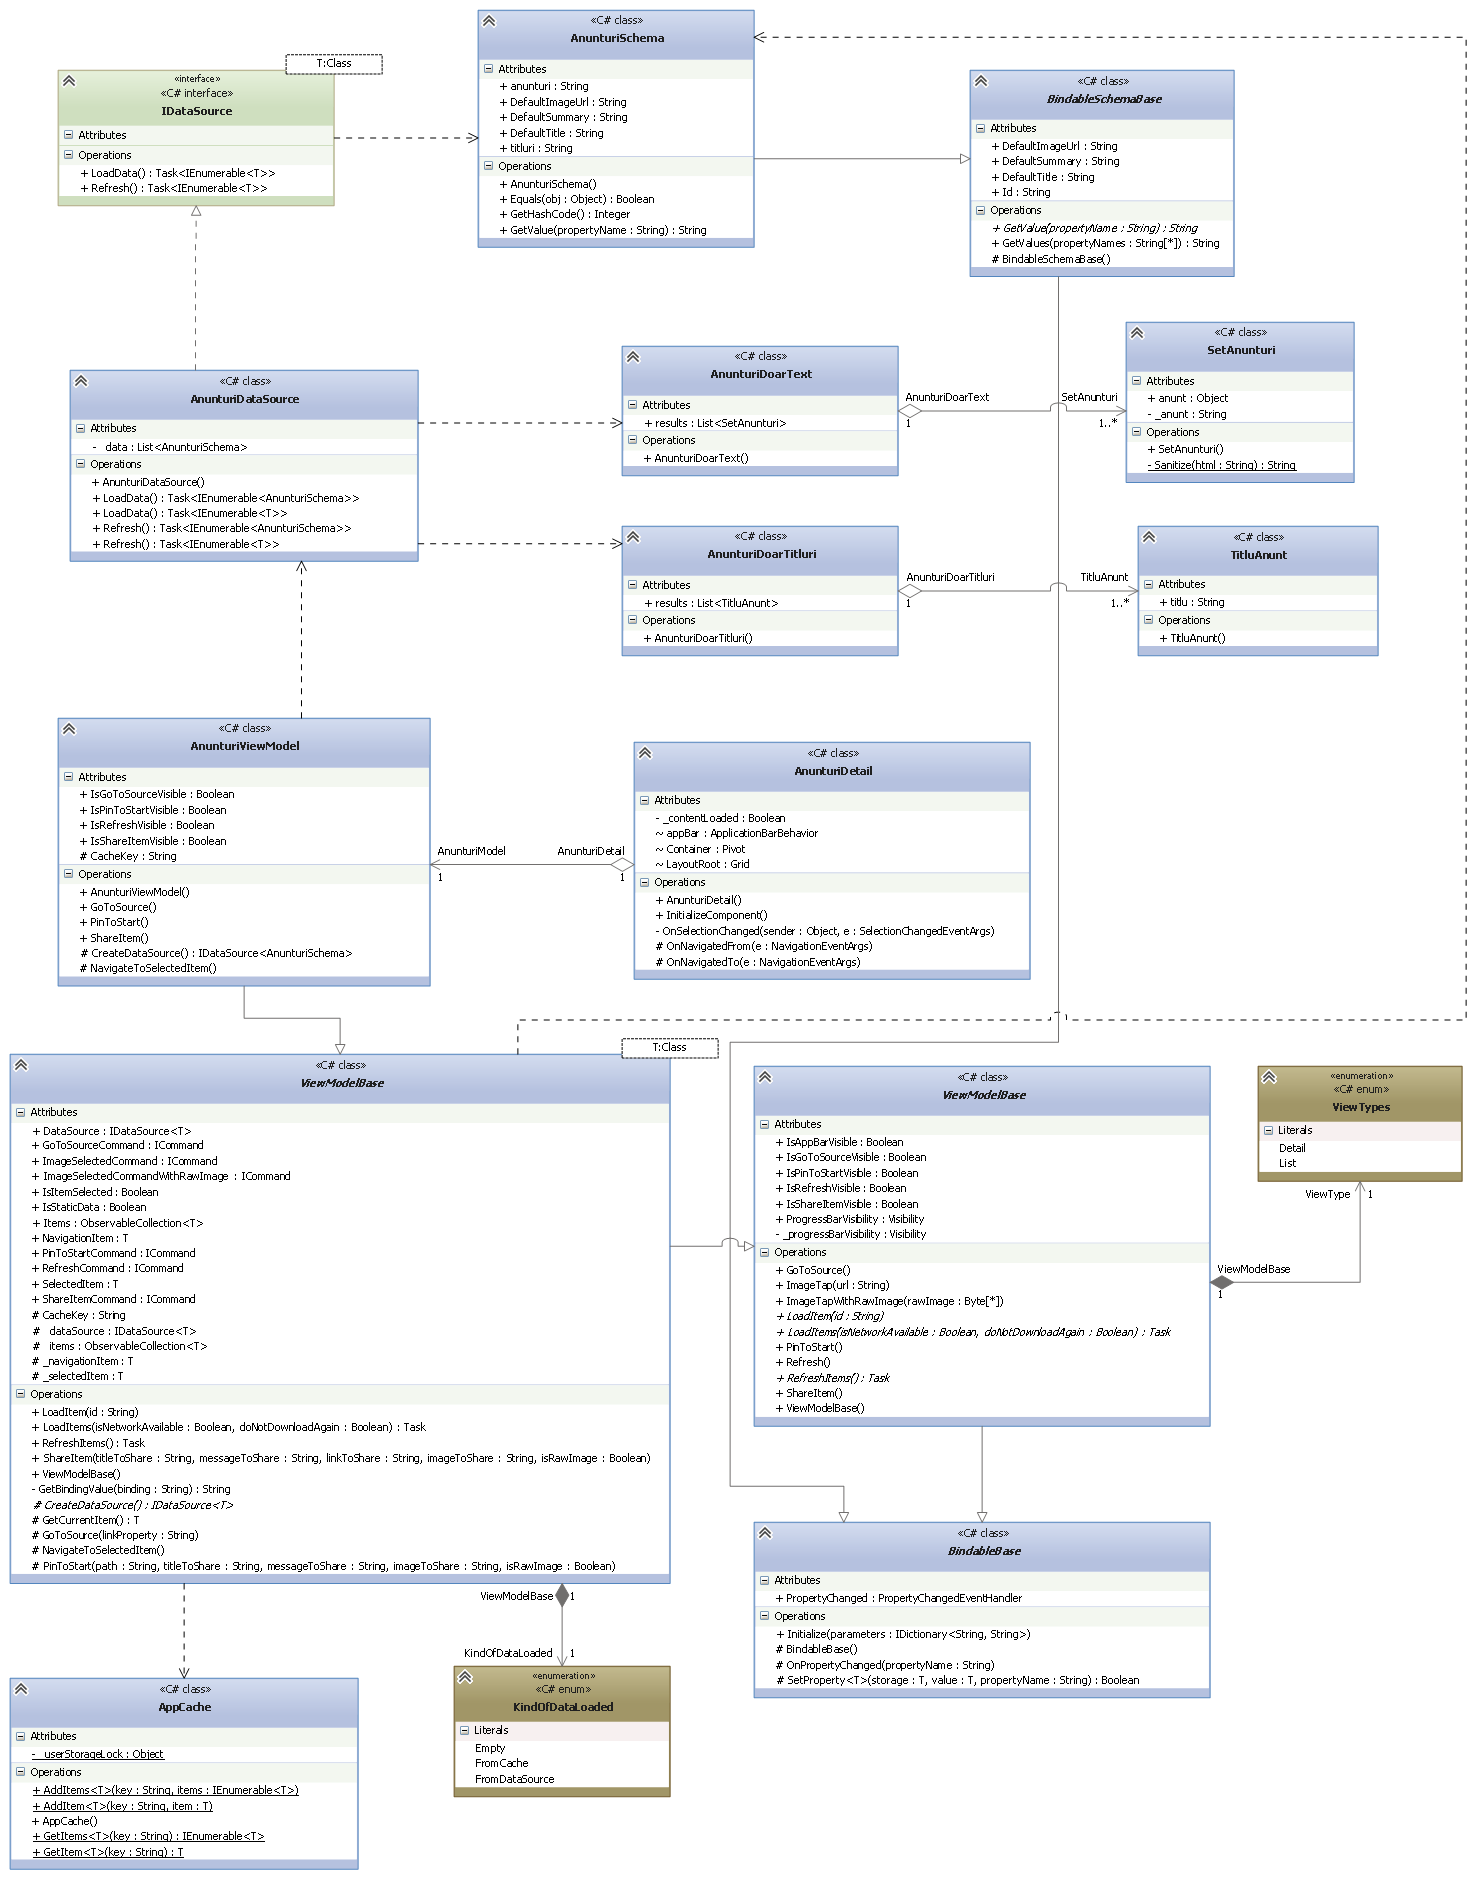 «C# class»
AnunturiSchema
Attributes
+ anunturi : String
+ DefaultImageUrl : String
+ DefaultSummary : String
+ DefaultTitle : String
+ titluri : String
Operations
+ AnunturiSchema()
+ Equals(obj : Object) : Boolean
+ GetHashCode() : Integer
+ GetValue(propertyName : String) : String
T:Class
«interface»
«C# interface»
IDataSource
Attributes
Operations
+ LoadData() : Task<IEnumerable<T>>
+ Refresh() : Task<IEnumerable<T>>
«C# class»
BindableSchemaBase
Attributes
+ DefaultImageUrl : String
+ DefaultSummary : String
+ DefaultTitle : String
+ Id : String
Operations
+ GetValue(propertyName : String) : String
+ GetValues(propertyNames : String[*]) : String
# BindableSchemaBase()
«C# class»
AnunturiDataSource
Attributes
- data : List<AnunturiSchema>
Operations
+ AnunturiDataSource()
+ LoadData() : Task<IEnumerable<AnunturiSchema>>
+ LoadData() : Task<IEnumerable<T>>
+ Refresh() : Task<IEnumerable<AnunturiSchema>>
+ Refresh() : Task<IEnumerable<T>>
«C# class»
AnunturiDoarText
Attributes
+ results : List<SetAnunturi>
Operations
+ AnunturiDoarText()
AnunturiDoarText
1
SetAnunturi
1..*
«C# class»
SetAnunturi
Attributes
+ anunt : Object
- _anunt : String
Operations
+ SetAnunturi()
- Sanitize(html : String) : String
«C# class»
AnunturiDoarTitluri
Attributes
+ results : List<TitluAnunt>
Operations
+ AnunturiDoarTitluri()
AnunturiDoarTitluri
1
TitluAnunt
1..*
«C# class»
TitluAnunt
Attributes
+ titlu : String
Operations
+ TitluAnunt()
«C# class»
AnunturiViewModel
Attributes
+ IsGoToSourceVisible : Boolean
+ IsPinToStartVisible : Boolean
+ IsRefreshVisible : Boolean
+ IsShareItemVisible : Boolean
# CacheKey : String
Operations
+ AnunturiViewModel()
+ GoToSource()
+ PinToStart()
+ ShareItem()
# CreateDataSource() : IDataSource<AnunturiSchema>
# NavigateToSelectedItem()
AnunturiModel
1
AnunturiDetail
1
«C# class»
AnunturiDetail
Attributes
- _contentLoaded : Boolean
~ appBar : ApplicationBarBehavior
~ Container : Pivot
~ LayoutRoot : Grid
Operations
+ AnunturiDetail()
+ InitializeComponent()
- OnSelectionChanged(sender : Object, e : SelectionChangedEventArgs)
# OnNavigatedFrom(e : NavigationEventArgs)
# OnNavigatedTo(e : NavigationEventArgs)
T:Class
«C# class»
ViewModelBase
Attributes
+ DataSource : IDataSource<T>
+ GoToSourceCommand : ICommand
+ ImageSelectedCommand : ICommand
+ ImageSelectedCommandWithRawImage : ICommand
+ IsItemSelected : Boolean
+ IsStaticData : Boolean
+ Items : ObservableCollection<T>
+ NavigationItem : T
+ PinToStartCommand : ICommand
+ RefreshCommand : ICommand
+ SelectedItem : T
+ ShareItemCommand : ICommand
# CacheKey : String
# dataSource : IDataSource<T>
# items : ObservableCollection<T>
# _navigationItem : T
# _selectedItem : T
Operations
+ LoadItem(id : String)
+ LoadItems(isNetworkAvailable : Boolean, doNotDownloadAgain : Boolean) : Task
+ RefreshItems() : Task
+ ShareItem(titleToShare : String, messageToShare : String, linkToShare : String, imageToShare : String, isRawImage : Boolean)
+ ViewModelBase()
- GetBindingValue(binding : String) : String
# CreateDataSource() : IDataSource<T>
# GetCurrentItem() : T
# GoToSource(linkProperty : String)
# NavigateToSelectedItem()
# PinToStart(path : String, titleToShare : String, messageToShare : String, imageToShare : String, isRawImage : Boolean)
«C# class»
ViewModelBase
Attributes
+ IsAppBarVisible : Boolean
+ IsGoToSourceVisible : Boolean
+ IsPinToStartVisible : Boolean
+ IsRefreshVisible : Boolean
+ IsShareItemVisible : Boolean
+ ProgressBarVisibility : Visibility
- _progressBarVisibility : Visibility
Operations
+ GoToSource()
+ ImageTap(url : String)
+ ImageTapWithRawImage(rawImage : Byte[*])
+ LoadItem(id : String)
+ LoadItems(isNetworkAvailable : Boolean, doNotDownloadAgain : Boolean) : Task
+ PinToStart()
+ Refresh()
+ RefreshItems() : Task
+ ShareItem()
+ ViewModelBase()
«enumeration»
«C# enum»
ViewTypes
Literals
Detail
List
ViewType
1
ViewModelBase
1
«C# class»
BindableBase
Attributes
+ PropertyChanged : PropertyChangedEventHandler
Operations
+ Initialize(parameters : IDictionary<String, String>)
# BindableBase()
# OnPropertyChanged(propertyName : String)
# SetProperty<T>(storage : T, value : T, propertyName : String) : Boolean
ViewModelBase
1
KindOfDataLoaded
1
«enumeration»
«C# enum»
KindOfDataLoaded
Literals
Empty
FromCache
FromDataSource
«C# class»
AppCache
Attributes
- userStorageLock : Object
Operations
+ AddItems<T>(key : String, items : IEnumerable<T>)
+ AddItem<T>(key : String, item : T)
+ AppCache()
+ GetItems<T>(key : String) : IEnumerable<T>
+ GetItem<T>(key : String) : T